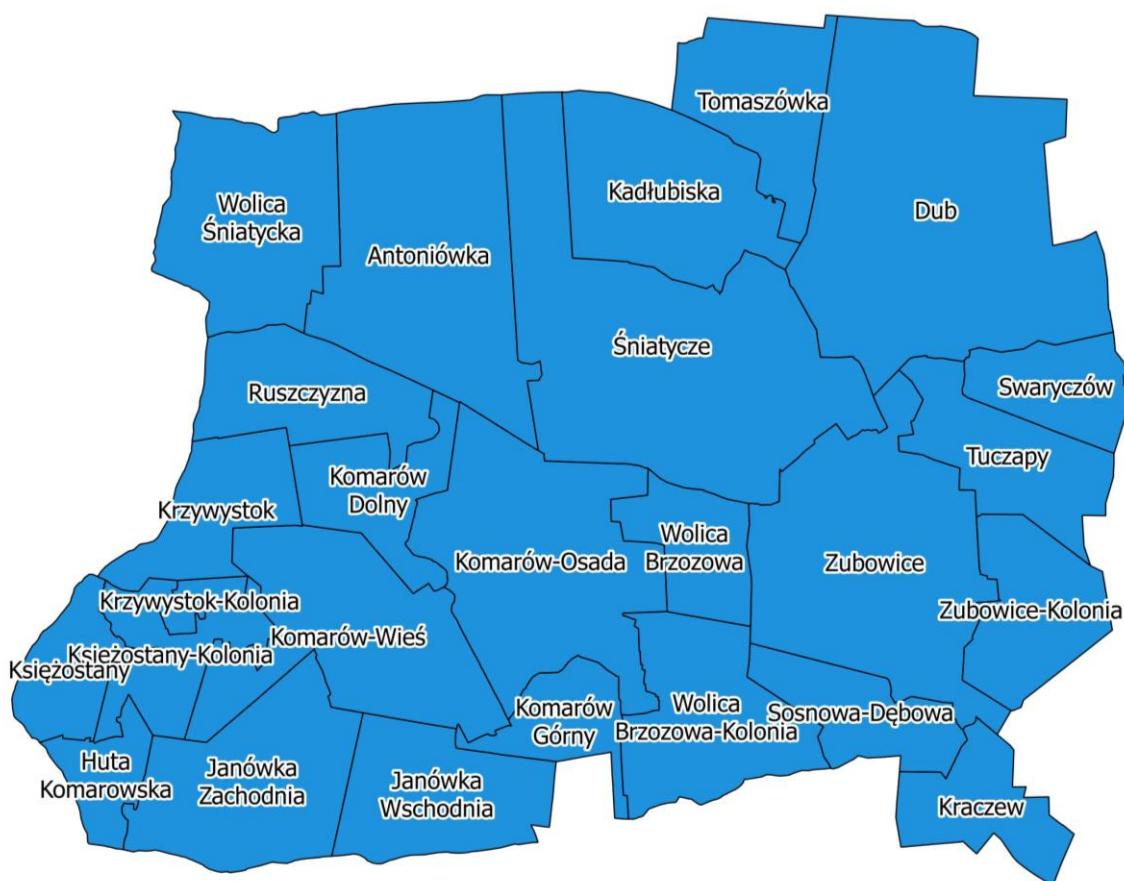 Tomaszówka
Kadłubiska
Dub
Wolica
Śniatycka
Antoniówka
Śniatycze
Ruszczyzna
Swaryczów
Tuczapy
Komarów
Dolny
Krzywystok
Komarów-Osada
Wolica
Brzozowa
Zubowice
Krzywystok-Kolonia
Zubowice-Kolonia
Komarów-Wieś
Księżostany-Kolonia
Księżostany
Komarów
Górny
Wolica
Brzozowa-Kolonia
Sosnowa-Dębowa
Huta
Komarowska
Janówka
Zachodnia
Janówka
Wschodnia
Kraczew